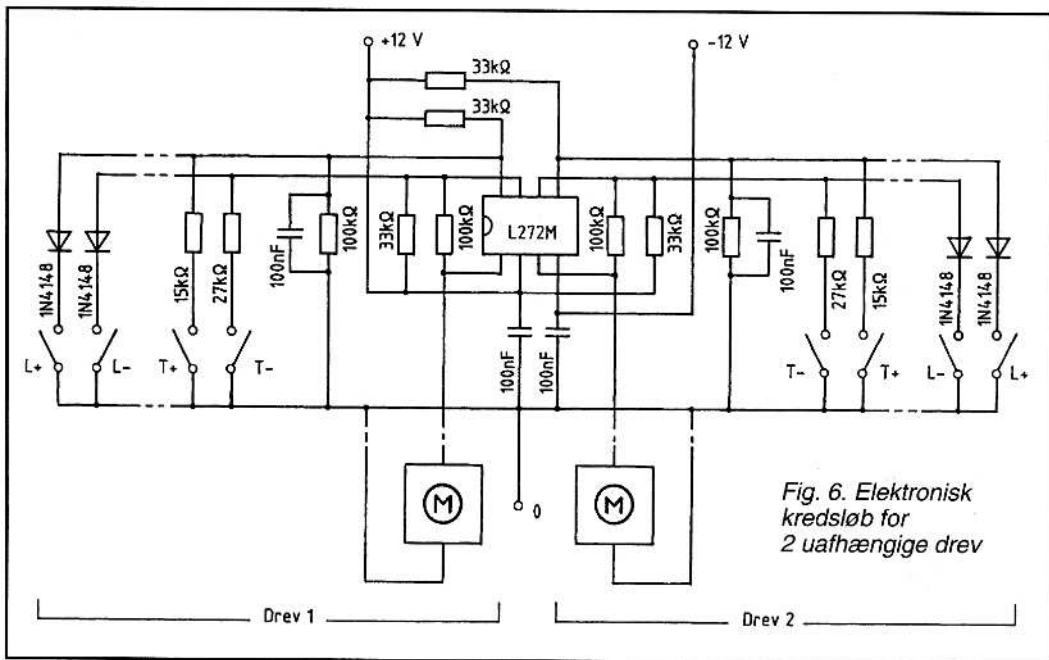 +12 V
-12 V
33kΩ
33kΩ
1N4148
1N4148
15kΩ
27kΩ
100nF
100kΩ
33kΩ
100kΩ
L272M
100kΩ
33kΩ
100kΩ
100nF
27kΩ
15kΩ
1N4148
1N4148
L+
L-
T+
T-
100nF
100nF
T-
T+
L-
L+
M
M
0
Fig. 6. Elektronisk
kredsløb for
2 uafhængige drev
Drev 1
Drev 2